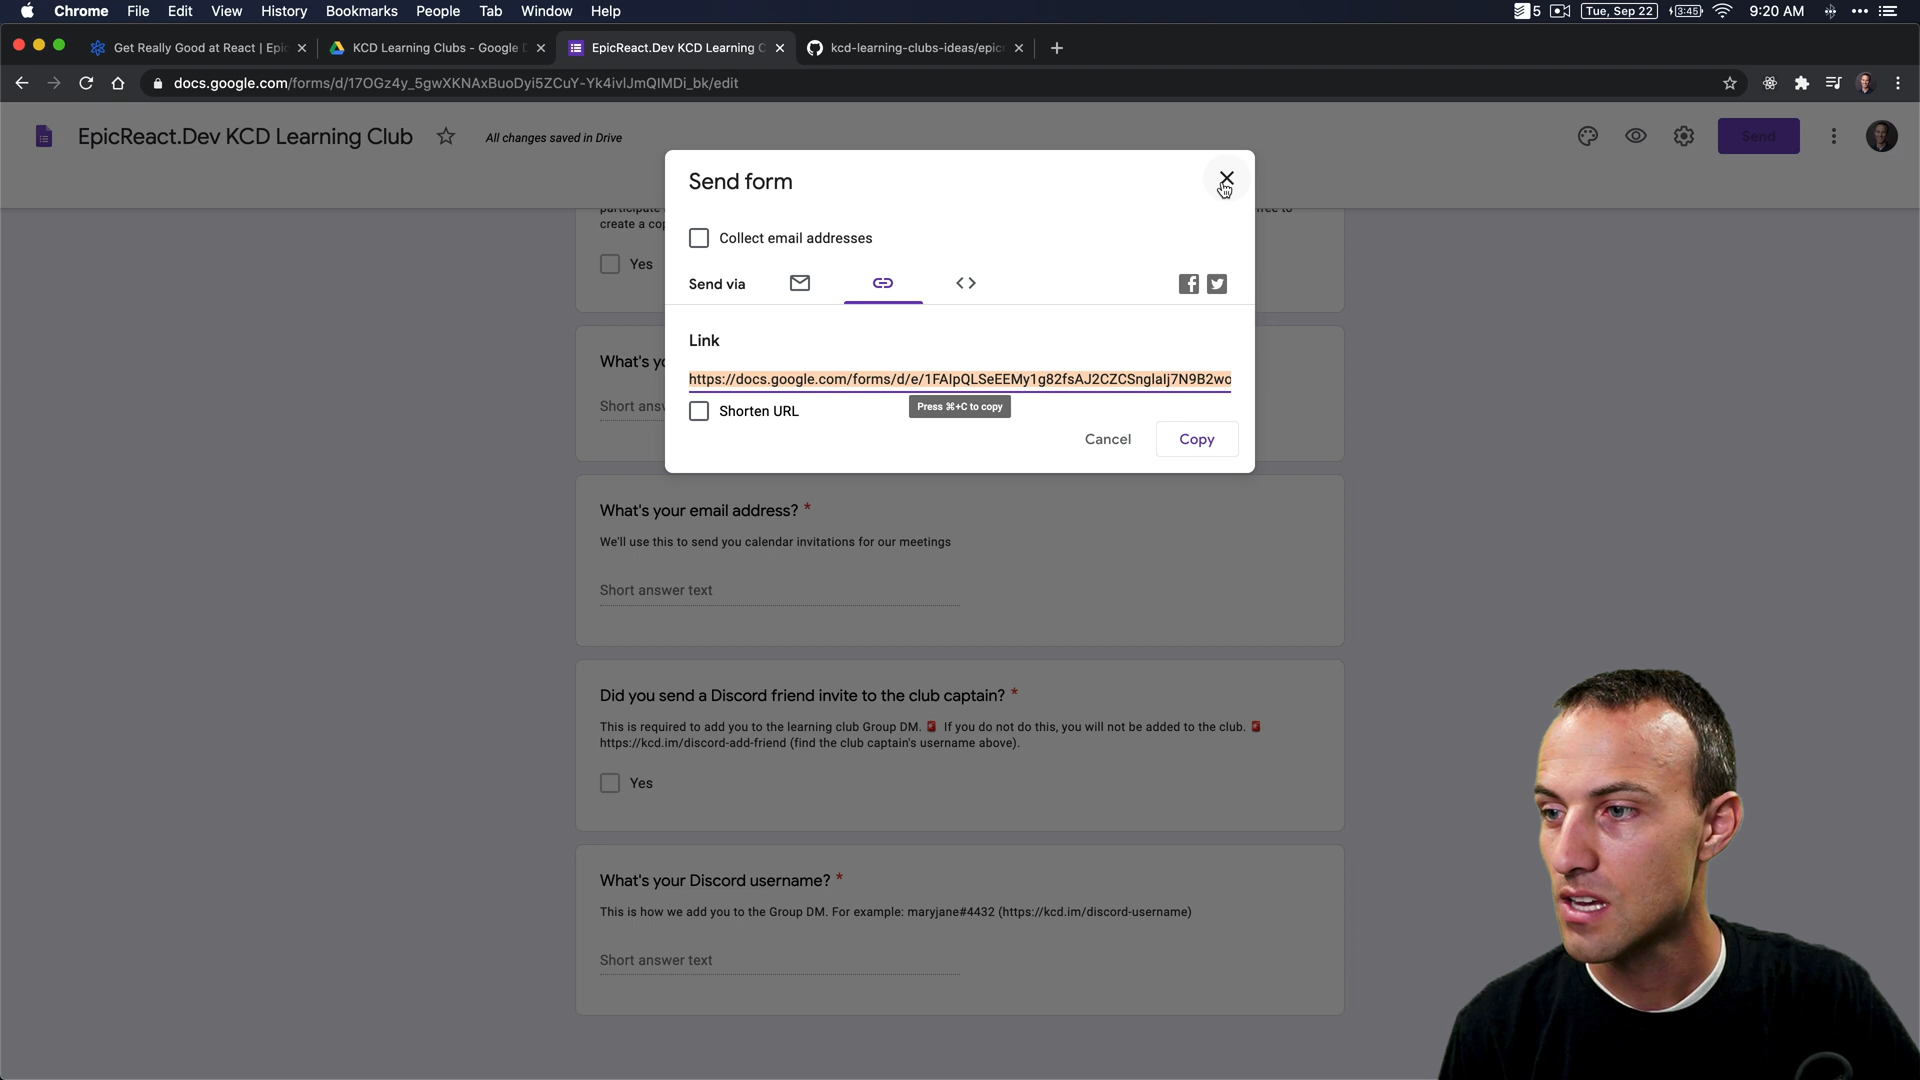 Chrome File Edit View History Bookmarks People Tab Window Help
5 Tue, Sep 22 3:45 9:20 AM
Get Really Good at React | Epic
KCD Learning Clubs - Google D
EpicReact.Dev KCD Learning C
kcd-learning-clubs-ideas/epic
docs.google.com/forms/d/17OGz4y_5gwXKNAxBuoDyi5ZCuY-Yk4ivlJmQIMDi_bk/edit
EpicReact.Dev KCD Learning Club
All changes saved in Drive
Send
Send form
create a cop
Collect email addresses
Yes
Send via
Link
What's yo
https://docs.google.com/forms/d/e/1FAIpQLSeEEMy1g82fsAJ2CZCSnglaIj7N9B2wo
Press ⌘+C to copy
Short answ
Shorten URL
Cancel Copy
What's your email address? *
We'll use this to send you calendar invitations for our meetings
Short answer text
Did you send a Discord friend invite to the club captain? *
This is required to add you to the learning club Group DM. 🚨 If you do not do this, you will not be added to the club. 🚨
https://kcd.im/discord-add-friend (find the club captain's username above).
Yes
What's your Discord username? *
This is how we add you to the Group DM. For example: maryjane#4432 (https://kcd.im/discord-username)
Short answer text